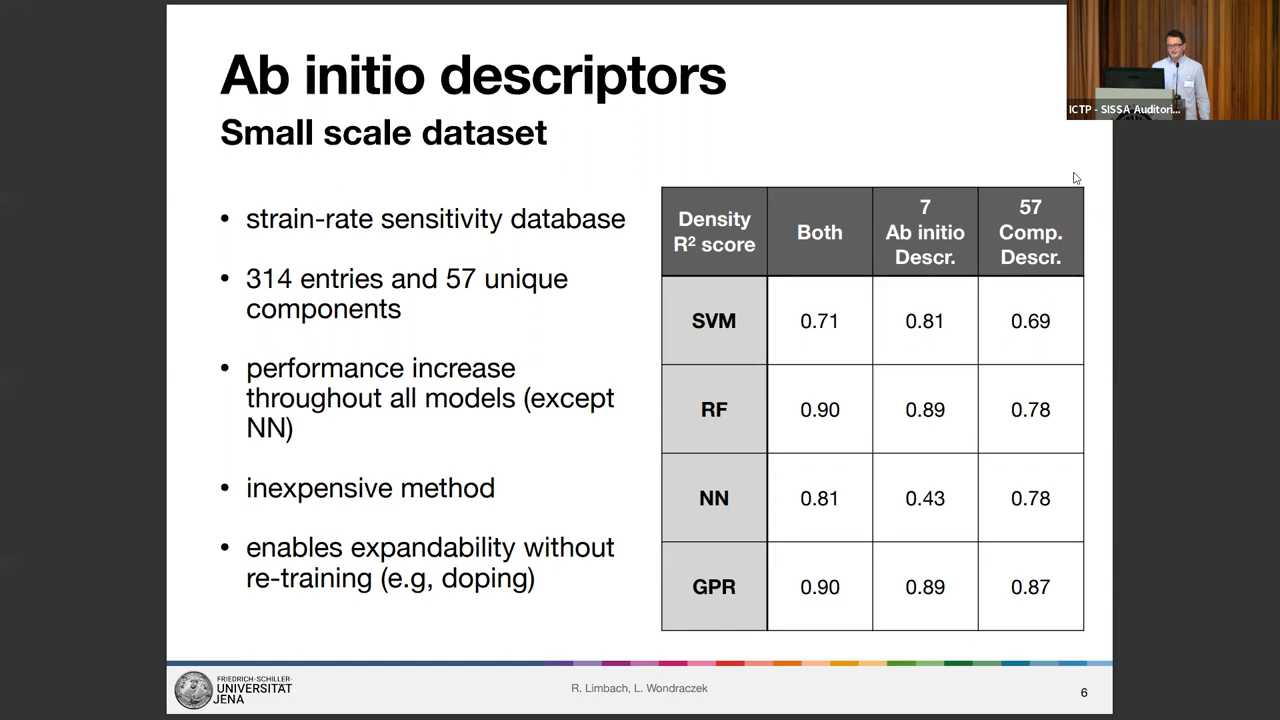 Ab initio descriptors
Small scale dataset
• strain-rate sensitivity database
• 314 entries and 57 unique
components
• performance increase
throughout all models (except
NN)
• inexpensive method
• enables expandability without
re-training (e.g, doping)
Density
R² score
Both
7
Ab initio
Descr.
57
Comp.
Descr.
SVM 0.71 0.81 0.69
RF 0.90 0.89 0.78
NN 0.81 0.43 0.78
GPR 0.90 0.89 0.87
ICTP - SISSA-Auditori...
FRIEDRICH-SCHILLER-
UNIVERSITÄT
JENA
R. Limbach, L. Wondraczek
6